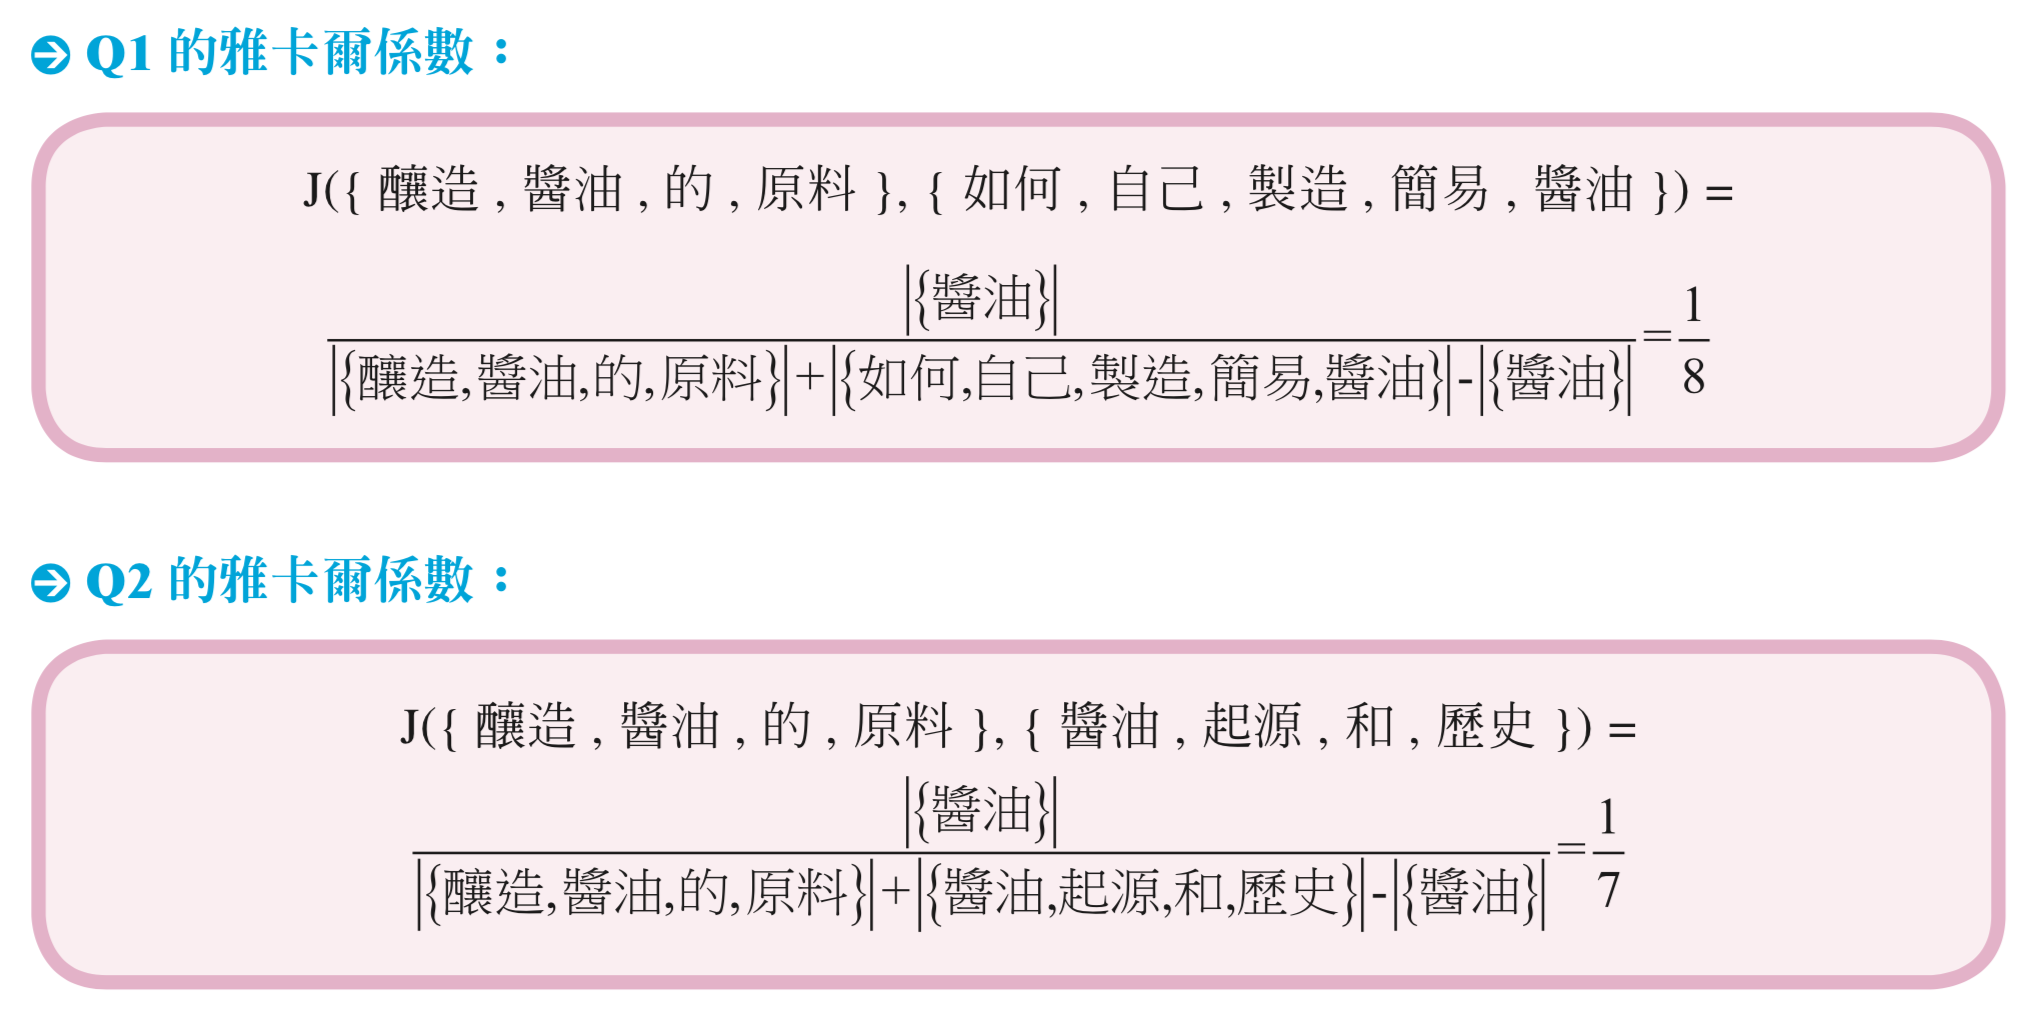 Q1 的雅卡爾係數：
J({ 釀造 , 醬油 , 的 , 原料 }, { 如何 , 自己 , 製造 , 簡易 , 醬油 }) =
|{醬油}|
|{釀造,醬油,的,原料}|+|{如何,自己,製造,簡易,醬油}|-|{醬油}|
=
1
8
Q2 的雅卡爾係數：
J({ 釀造 , 醬油 , 的 , 原料 }, { 醬油 , 起源 , 和 , 歷史 }) =
|{醬油}|
|{釀造,醬油,的,原料}|+|{醬油,起源,和,歷史}|-|{醬油}|
=
1
7